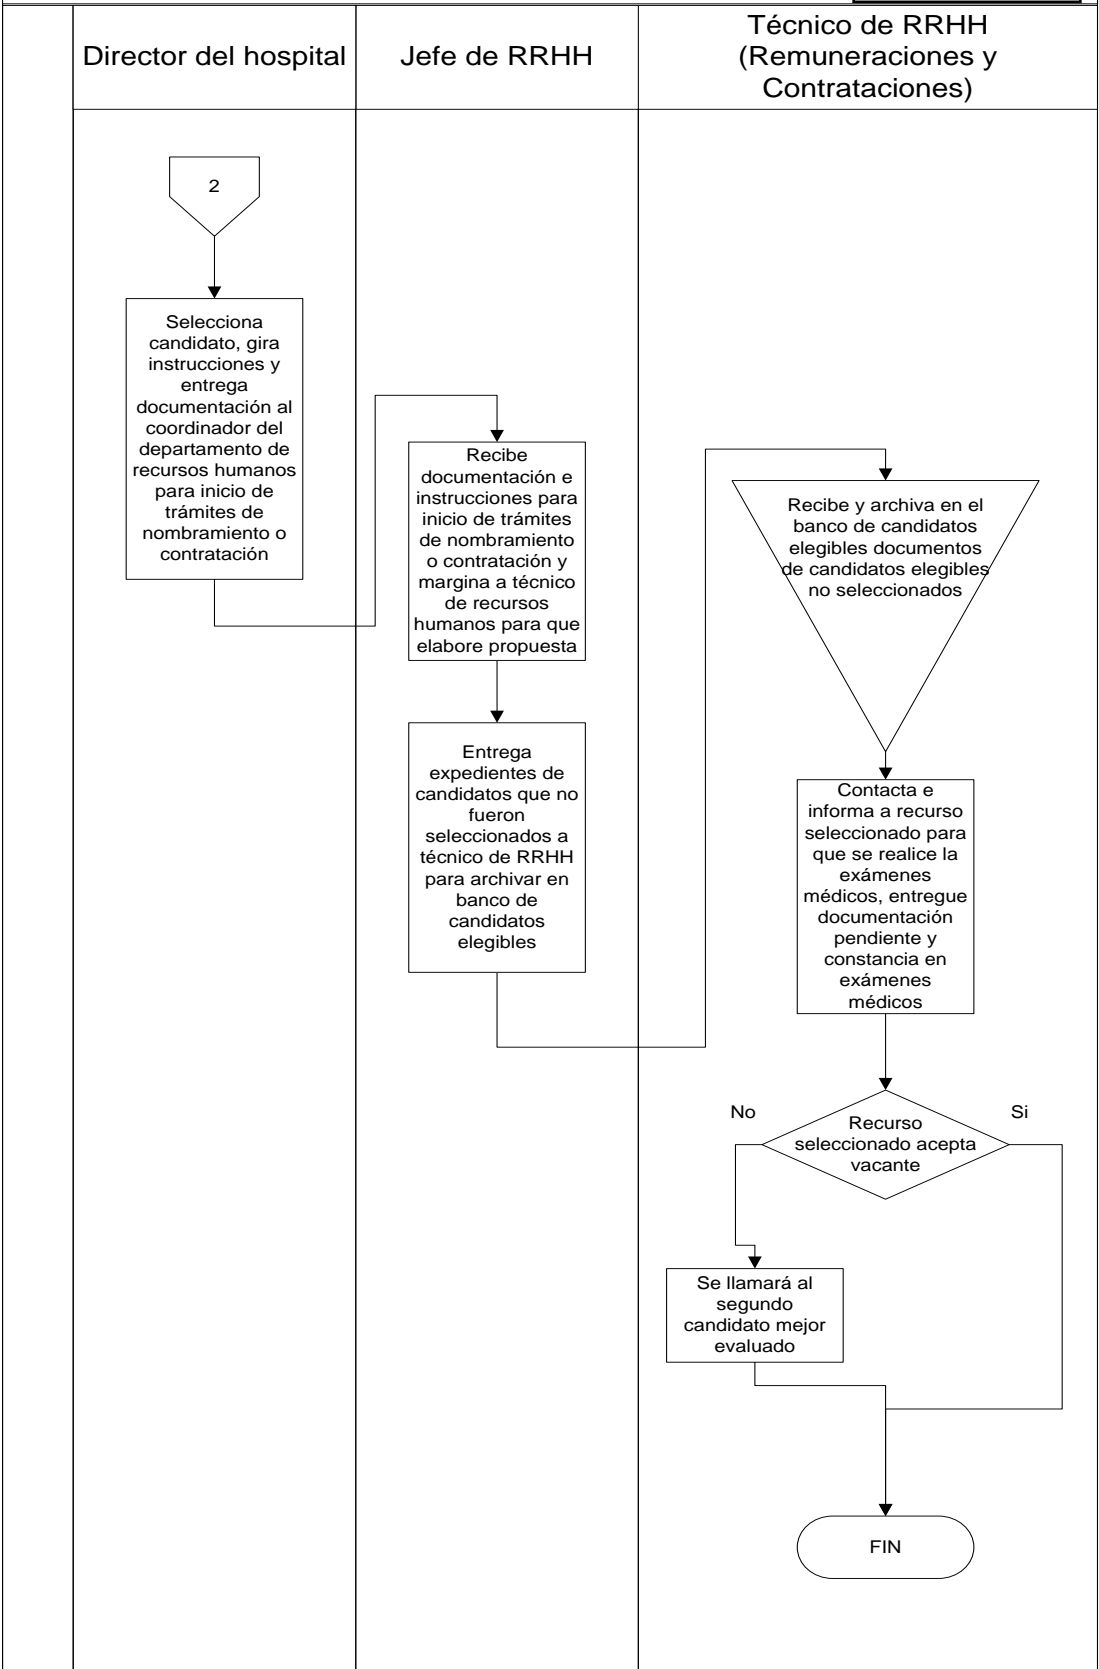 Director del hospital
Jefe de RRHH
Técnico de RRHH
(Remuneraciones y
Contrataciones)
2
Selecciona
candidato, gira
instrucciones y
entrega
documentación al
coordinador del
departamento de
recursos humanos
para inicio de
trámites de
nombramiento o
contratación
Recibe
documentación e
instrucciones para
inicio de trámites
de nombramiento
o contratación y
margina a técnico
de recursos
humanos para que
elabore propuesta
Entrega
expedientes de
candidatos que no
fueron
seleccionados a
técnico de RRHH
para archivar en
banco de
candidatos
elegibles
Recibe y archiva en el
banco de candidatos
elegibles documentos
de candidatos elegibles
no seleccionados
Contacta e
informa a recurso
seleccionado para
que se realice la
exámenes
médicos, entregue
documentación
pendiente y
constancia en
exámenes
médicos
Recurso
seleccionado acepta
vacante
No
Si
Se llamará al
segundo
candidato mejor
evaluado
FIN